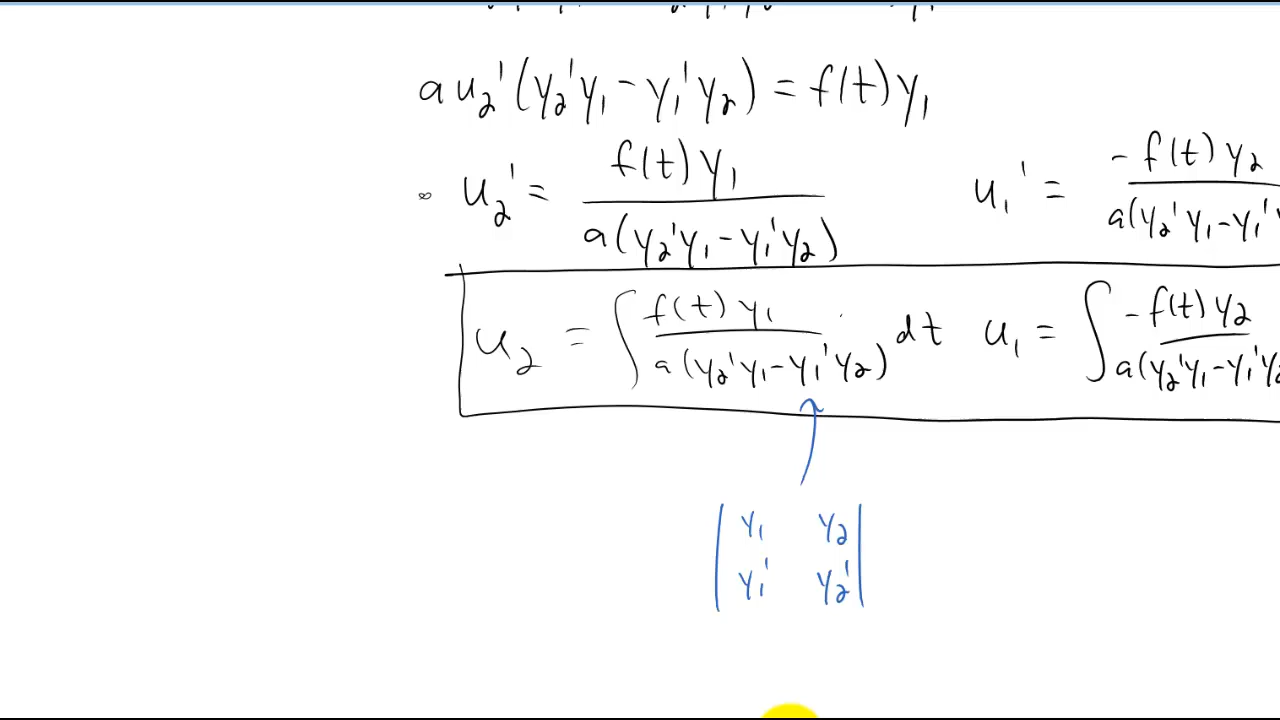 a u₂'(y₂'y₁ - y₁'y₂) = f(t)y₁
u₂' = f(t)y₁ / a(y₂'y₁ - y₁'y₂) u₁' = -f(t)y₂ / a(y₂'y₁ - y₁'y
u₂ = ∫ f(t)y₁ / a(y₂'y₁ - y₁'y₂) dt u₁ = ∫ -f(t)y₂ / a(y₂'y₁ - y₁'y₂
| y₁ y₂ |
| y₁' y₂' |